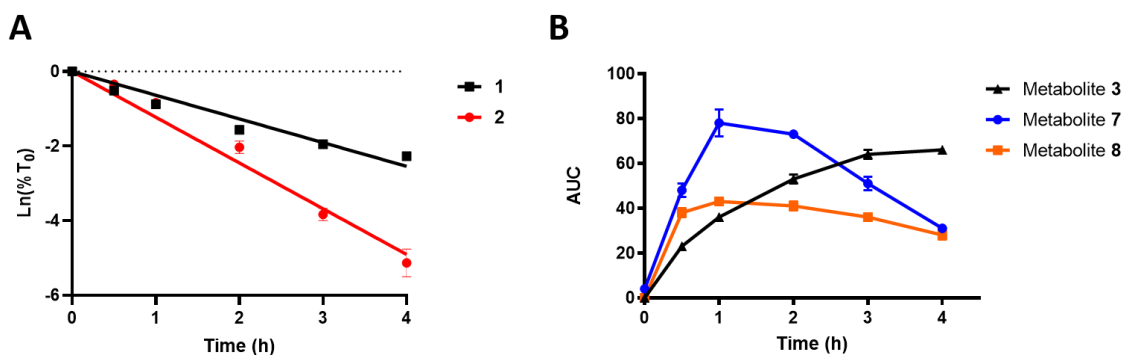 A
Ln(% T0)
0
-2
-4
-6
0 1 2 3 4
Time (h)
1
2
B
AUC
100
80
60
40
20
0
0 1 2 3 4
Time (h)
Metabolite 3
Metabolite 7
Metabolite 8